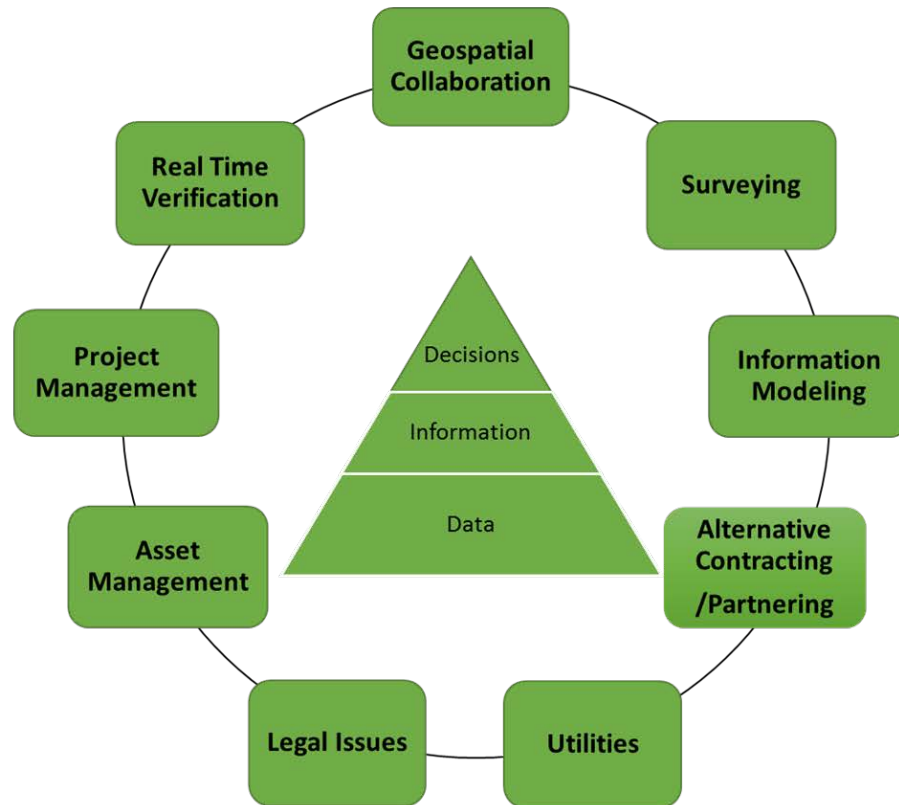 Geospatial
Collaboration
Surveying
Information
Modeling
Alternative
Contracting
/Partnering
Utilities
Legal Issues
Asset
Management
Project
Management
Real Time
Verification
Decisions
Information
Data